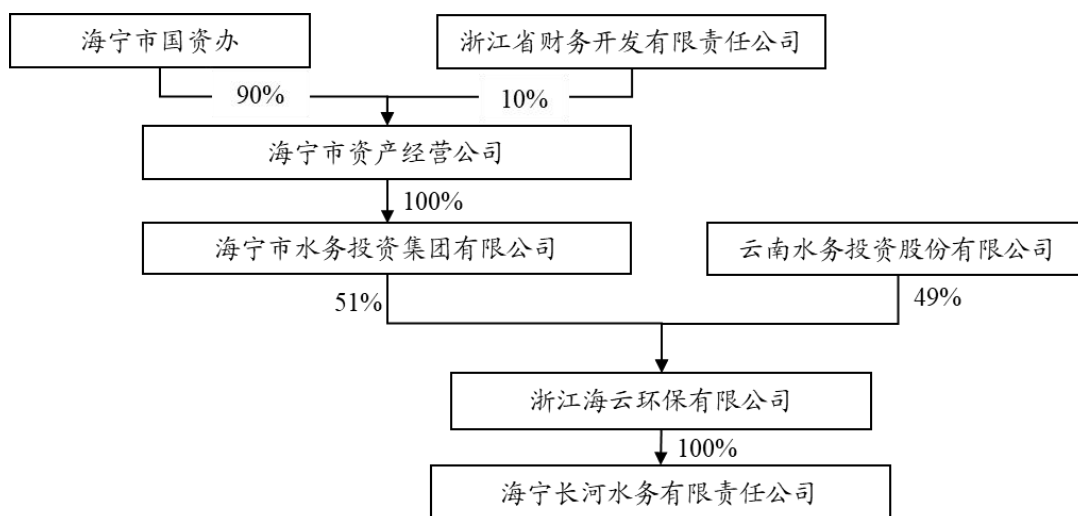 海宁市国资办
浙江省财务开发有限责任公司
90%
10%
海宁市资产经营公司
100%
海宁市水务投资集团有限公司
云南水务投资股份有限公司
51%
49%
浙江海云环保有限公司
100%
海宁长河水务有限责任公司